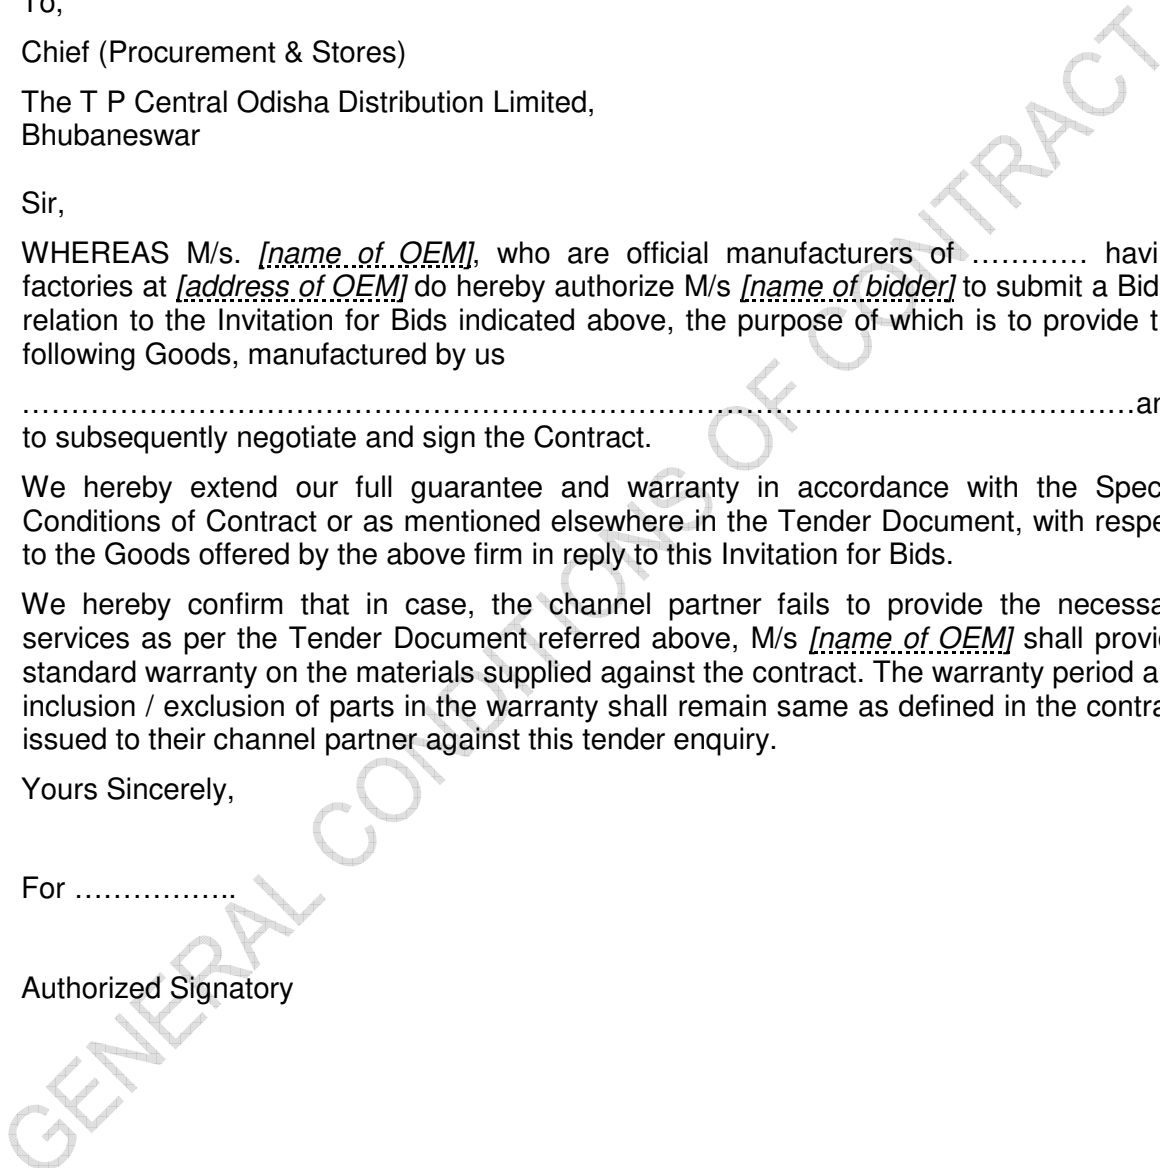 To,
Chief (Procurement & Stores)
The T P Central Odisha Distribution Limited,
Bhubaneswar
Sir,
WHEREAS M/s. [name of OEM], who are official manufacturers of ………… havi
factories at [address of OEM] do hereby authorize M/s [name of bidder] to submit a Bid
relation to the Invitation for Bids indicated above, the purpose of which is to provide t
following Goods, manufactured by us
……………………………………………………………………………………………………an
to subsequently negotiate and sign the Contract.
We hereby extend our full guarantee and warranty in accordance with the Spec
Conditions of Contract or as mentioned elsewhere in the Tender Document, with respe
to the Goods offered by the above firm in reply to this Invitation for Bids.
We hereby confirm that in case, the channel partner fails to provide the necessa
services as per the Tender Document referred above, M/s [name of OEM] shall provi
standard warranty on the materials supplied against the contract. The warranty period a
inclusion / exclusion of parts in the warranty shall remain same as defined in the contra
issued to their channel partner against this tender enquiry.
Yours Sincerely,
For ……………..
Authorized Signatory
GENERAL CONDITIONS OF CONTRACT